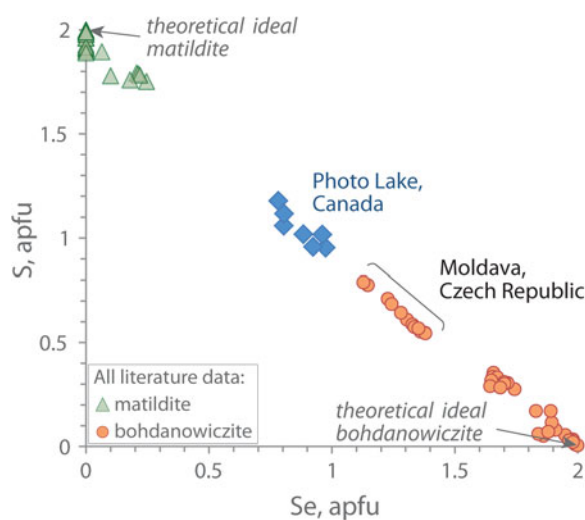 2
theoretical ideal
matildite
1.5
Photo Lake,
Canada
S, apfu
1
Moldava,
Czech Republic
0.5
All literature data:
matildite
bohdanowiczite
theoretical ideal
bohdanowiczite
0
0 0.5 1 1.5 2
Se, apfu